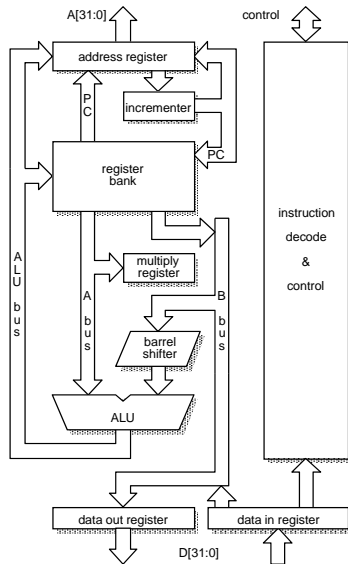 A[31:0]
control
address register
P
C
incrementer
PC
register
bank
instruction
decode
&
control
A
L
U
b
u
s
A
b
u
s
multiply
register
B
b
u
s
barrel
shifter
ALU
data out register
data in register
D[31:0]